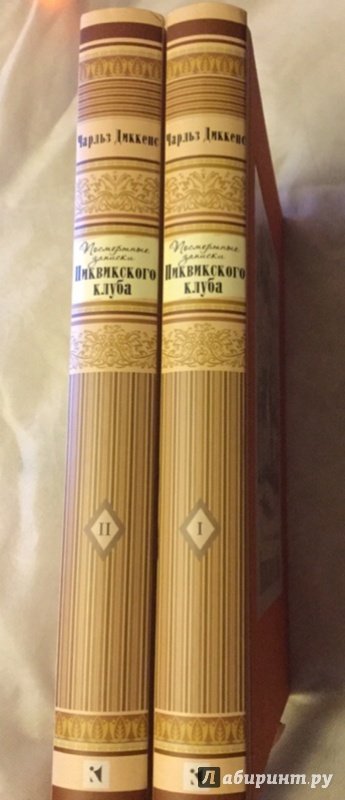 Чарльз Диккенс
Посмертные
записки
Пиквикского
клуба
II
Чарльз Диккенс
Посмертные
записки
Пиквикского
клуба
I
Лабиринт.ру